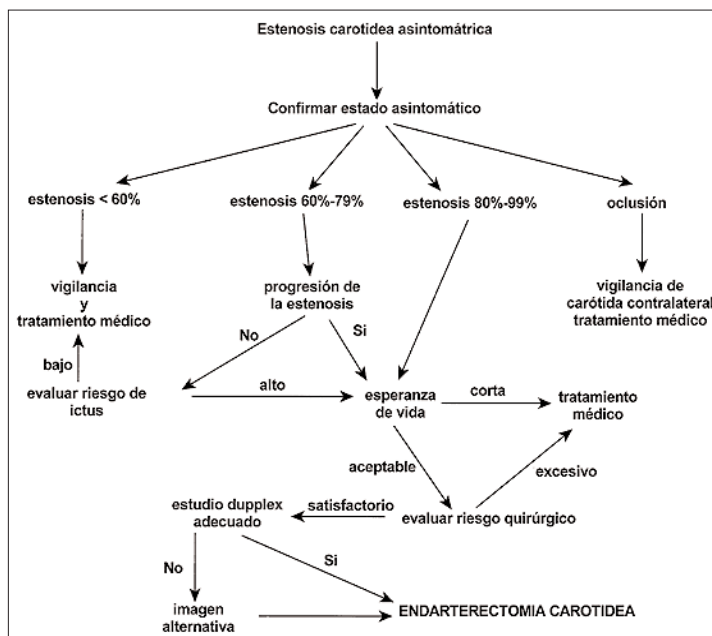 Estenosis carotidea asintomátrica
Confirmar estado asintomático
estenosis < 60%
estenosis 60%-79%
estenosis 80%-99%
oclusión
vigilancia
y
tratamiento médico
progresión de
la estenosis
vigilancia de
carótida contralateral
tratamiento médico
No
Si
bajo
evaluar riesgo de
ictus
alto
esperanza
de vida
corta
tratamiento
médico
aceptable
excesivo
estudio dupplex
adecuado
satisfactorio
evaluar riesgo quirúrgico
No
Si
imagen
alternativa
ENDARTERECTOMIA CAROTIDEA